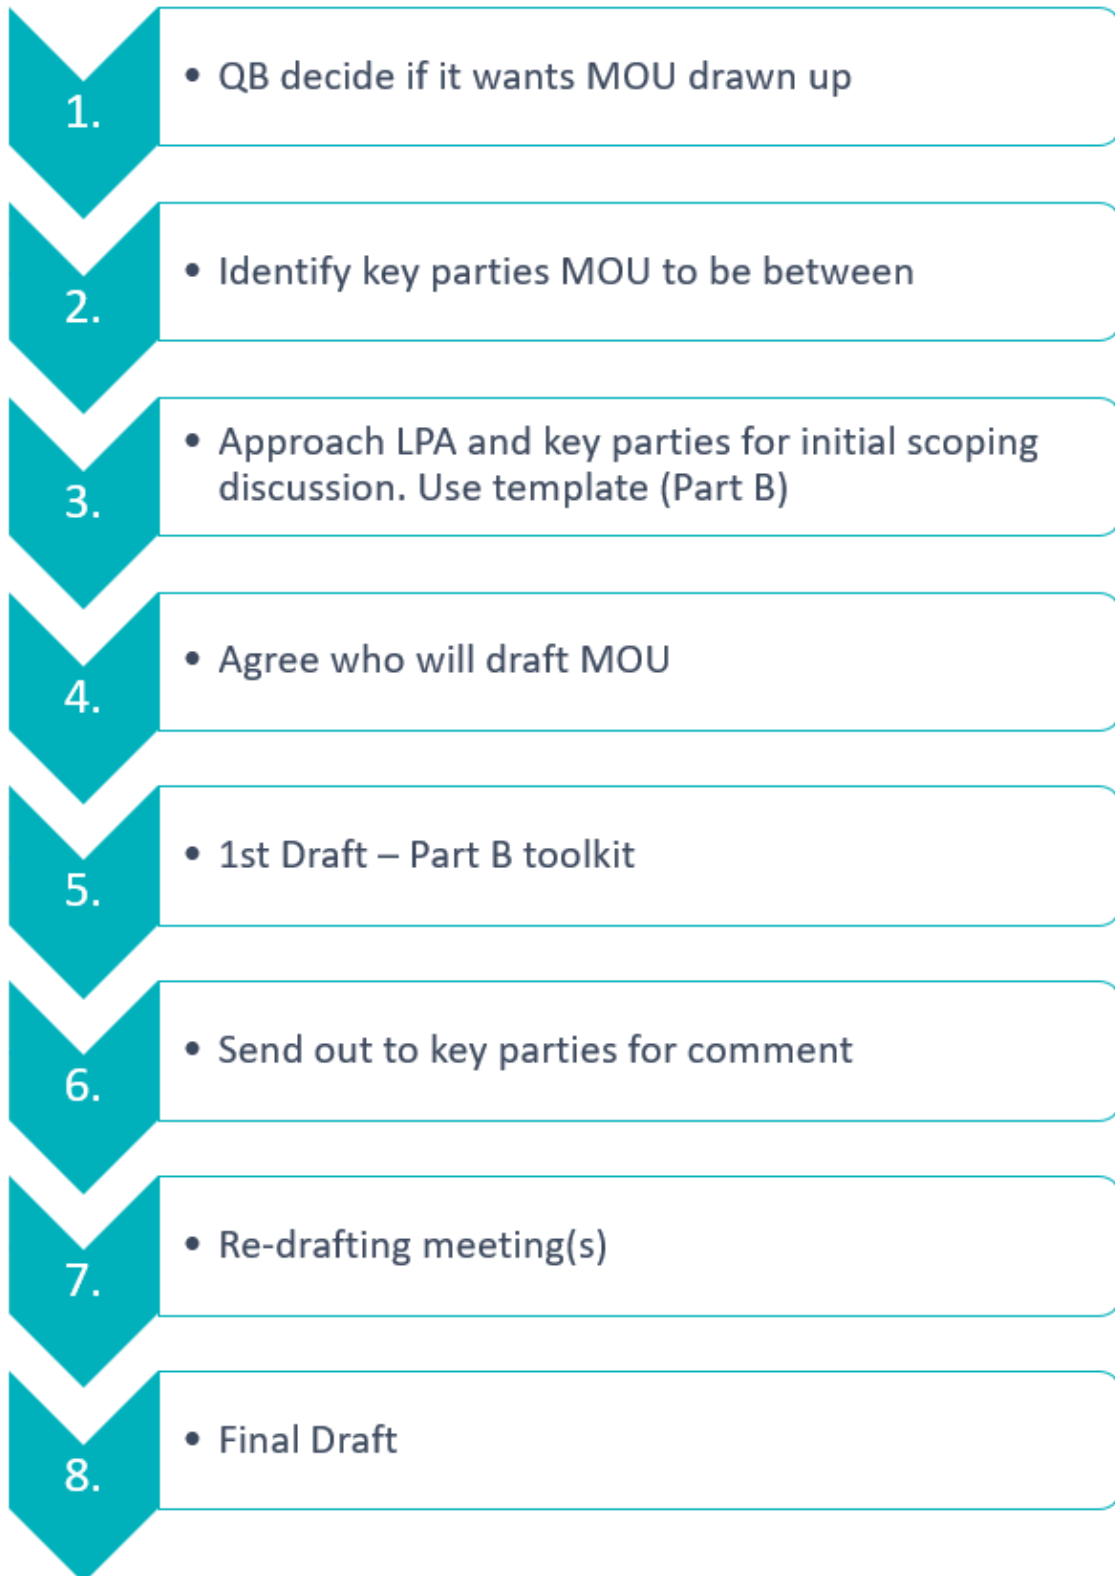 1.
• QB decide if it wants MOU drawn up
2.
• Identify key parties MOU to be between
3.
• Approach LPA and key parties for initial scoping
discussion. Use template (Part B)
4.
• Agree who will draft MOU
5.
• 1st Draft – Part B toolkit
6.
• Send out to key parties for comment
7.
• Re-drafting meeting(s)
8.
• Final Draft